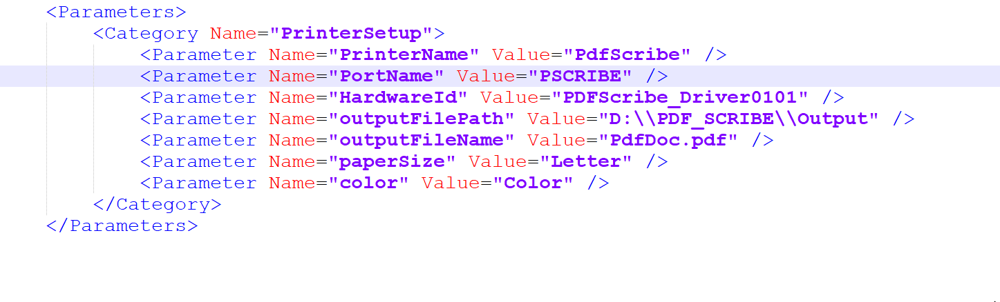 <Parameters>
<Category Name="PrinterSetup">
<Parameter Name="PrinterName" Value="PdfScribe" />
<Parameter Name="PortName" Value="PSCRIBE" />
<Parameter Name="HardwareId" Value="PDFScribe_Driver0101" />
<Parameter Name="outputFilePath" Value="D:\\PDF_SCRIBE\\Output" />
<Parameter Name="outputFileName" Value="PdfDoc.pdf" />
<Parameter Name="paperSize" Value="Letter" />
<Parameter Name="color" Value="Color" />
</Category>
</Parameters>